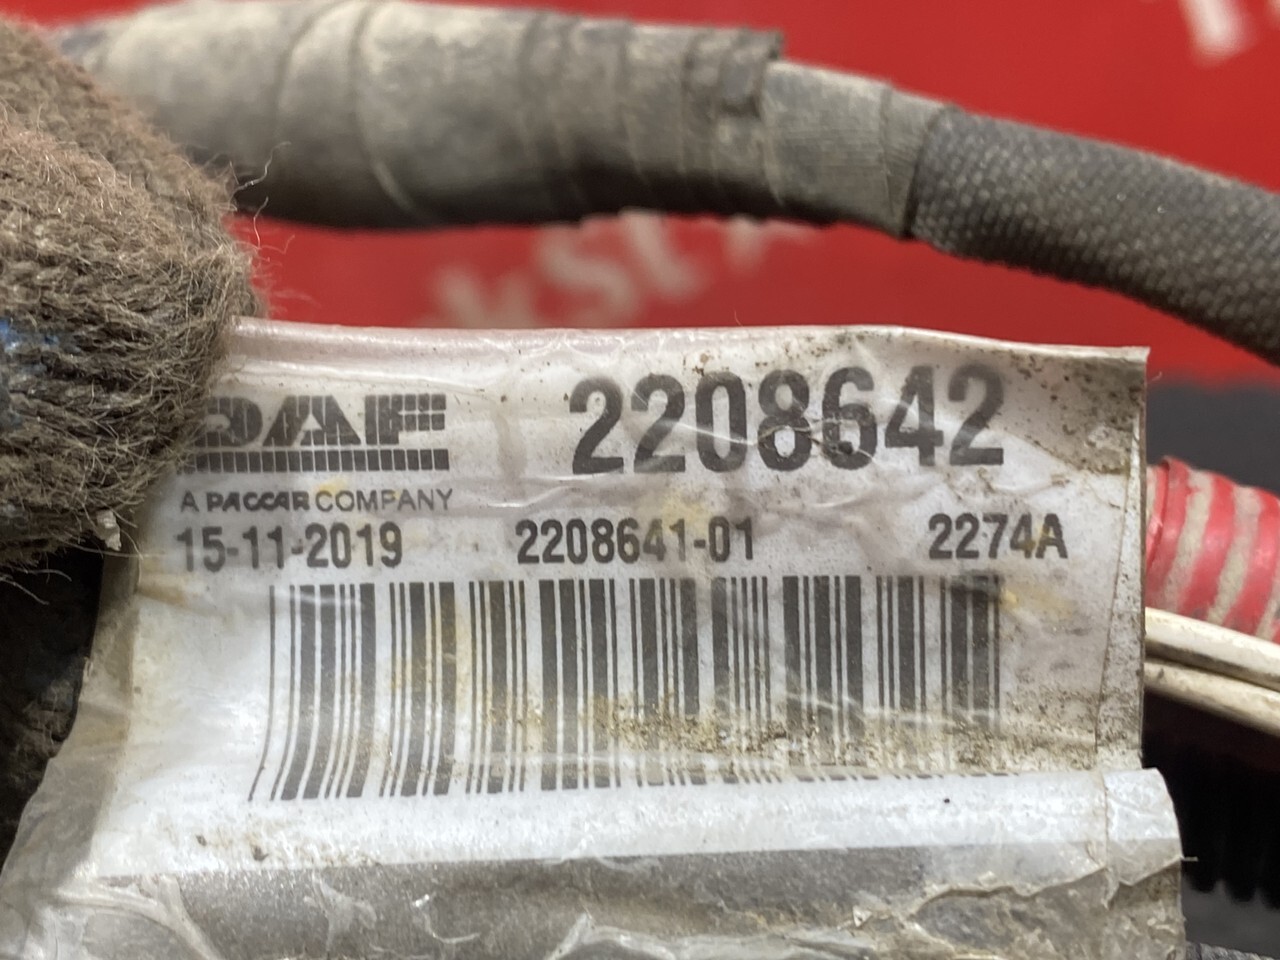 DAF 2208642
A PACCAR COMPANY
15-11-2019 2208641-01 2274A